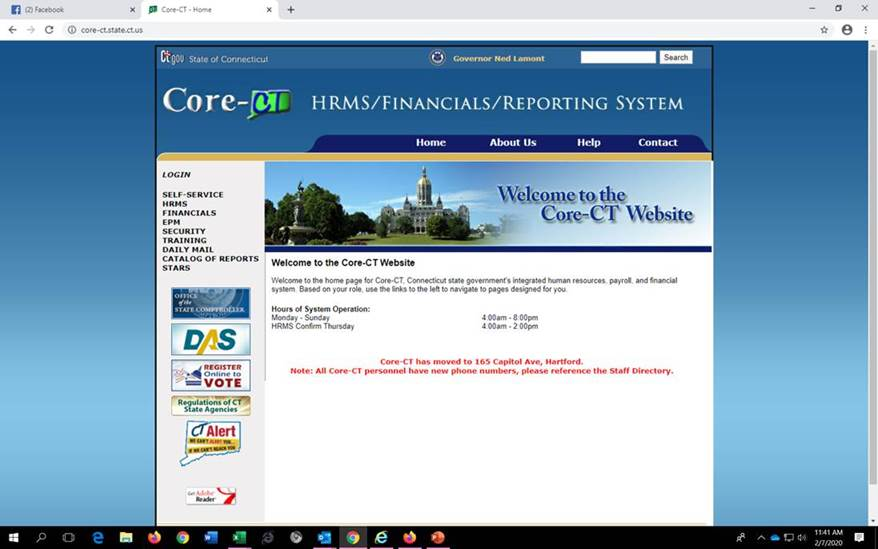 (2) Facebook
Core-CT - Home
core-ct.state.ct.us
CT.gov State of Connecticut
Governor Ned Lamont
Search
Core-CT HRMS/FINANCIALS/REPORTING SYSTEM
Home About Us Help Contact
LOGIN
SELF-SERVICE
HRMS
FINANCIALS
EPM
SECURITY
TRAINING
DAILY MAIL
CATALOG OF REPORTS
STARS
OFFICE
of the
STATE COMPTROLLER
DAS
REGISTER
Online to
VOTE
Regulations of CT
State Agencies
CT Alert
WE CAN'T ALERT YOU...
IF WE CAN'T REACH YOU
Get Adobe
Reader
Welcome to the
Core-CT Website
Welcome to the Core-CT Website
Welcome to the home page for Core-CT, Connecticut state government's integrated human resources, payroll, and financial
system. Based on your role, use the links to the left to navigate to pages designed for you.
Hours of System Operation:
Monday - Sunday 4:00am - 8:00pm
HRMS Confirm Thursday 4:00am - 2:00pm
Core-CT has moved to 165 Capitol Ave, Hartford.
Note: All Core-CT personnel have new phone numbers, please reference the Staff Directory.
11:41 AM
2/7/2020